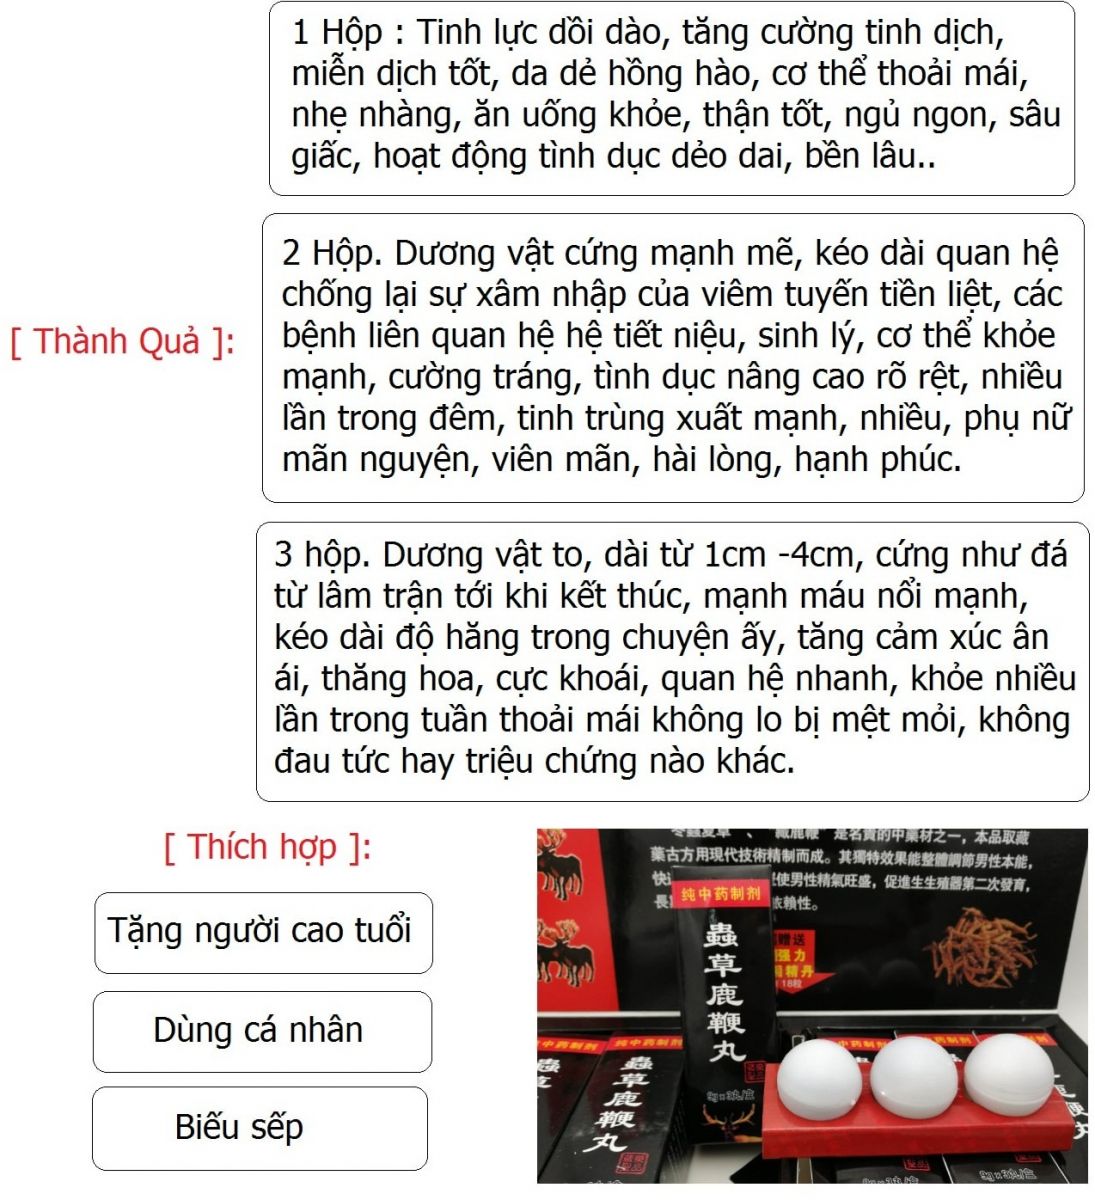 1 Hộp : Tinh lực dồi dào, tăng cường tinh dịch,
miễn dịch tốt, da dẻ hồng hào, cơ thể thoải mái,
nhẹ nhàng, ăn uống khỏe, thận tốt, ngủ ngon, sâu
giấc, hoạt động tình dục dẻo dai, bền lâu..
[ Thành Quả ]:
2 Hộp. Dương vật cứng mạnh mẽ, kéo dài quan hệ
chống lại sự xâm nhập của viêm tuyến tiền liệt, các
bệnh liên quan hệ hệ tiết niệu, sinh lý, cơ thể khỏe
mạnh, cường tráng, tình dục nâng cao rõ rệt, nhiều
lần trong đêm, tinh trùng xuất mạnh, nhiều, phụ nữ
mãn nguyện, viên mãn, hài lòng, hạnh phúc.
3 hộp. Dương vật to, dài từ 1cm -4cm, cứng như đá
từ lâm trận tới khi kết thúc, mạnh máu nổi mạnh,
kéo dài độ hăng trong chuyện ấy, tăng cảm xúc ân
ái, thăng hoa, cực khoái, quan hệ nhanh, khỏe nhiều
lần trong tuần thoải mái không lo bị mệt mỏi, không
đau tức hay triệu chứng nào khác.
[ Thích hợp ]:
Tặng người cao tuổi
Dùng cá nhân
Biếu sếp
冬蟲夏草"、"藏鹿鞭"是名貴的中藥材之一，本品取藏
藥古方用現代技術精制而成。其獨特效果能整體調節男性本能，
使男性精氣旺盛，促進生生殖器第二次發育，
依賴性。
贈送
强力
精丹
18粒
纯中药制剂
蟲草鹿鞭丸
9g×3丸/盒
纯中药制剂
蟲草鹿鞭丸